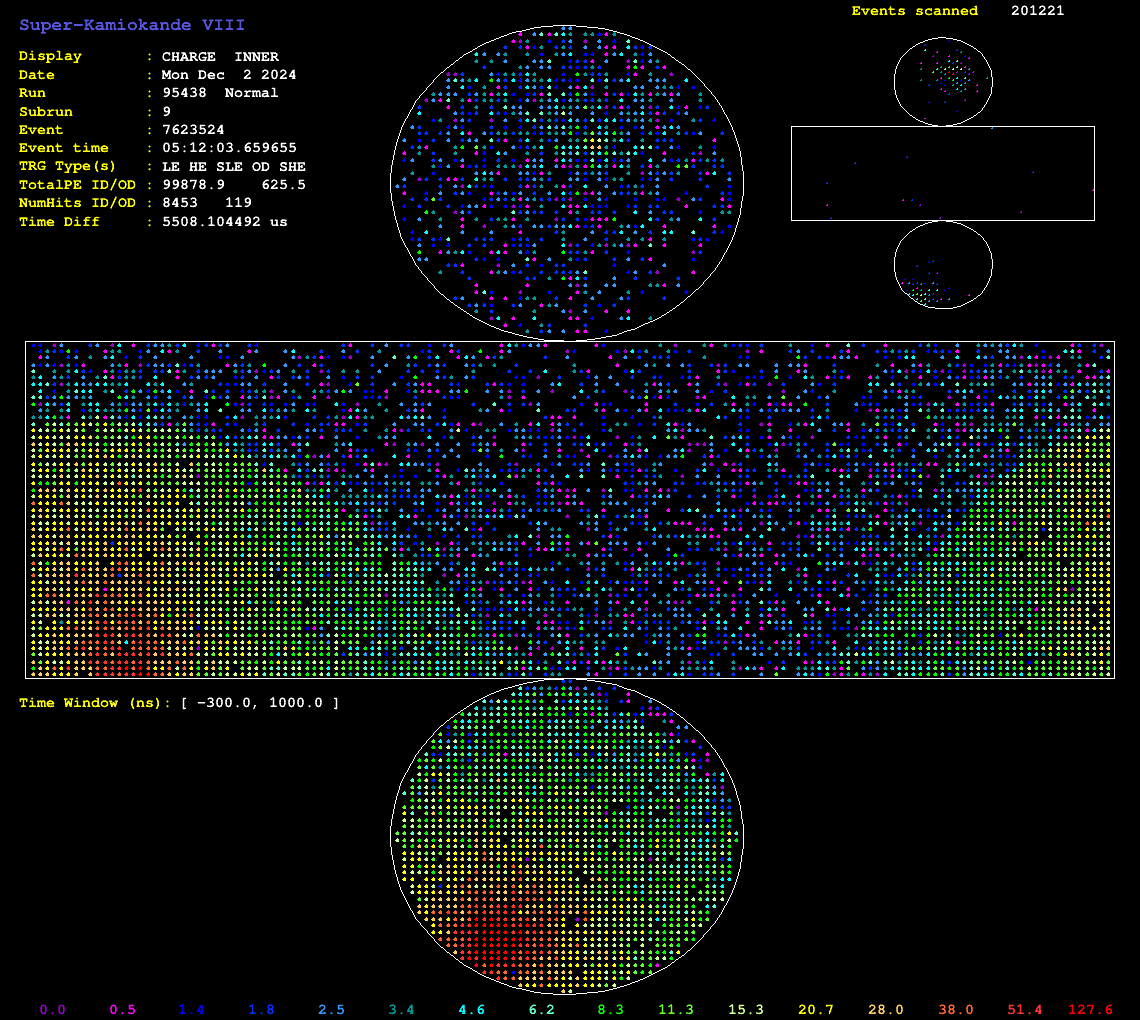 Super-Kamiokande VIII
Events scanned 201221
Display : CHARGE INNER
Date : Mon Dec 2 2024
Run : 95438 Normal
Subrun : 9
Event : 7623524
Event time : 05:12:03.659655
TRG Type(s) : LE HE SLE OD SHE
TotalPE ID/OD : 99878.9 625.5
NumHits ID/OD : 8453 119
Time Diff : 5508.104492 us
Time Window (ns): [ -300.0, 1000.0 ]
0.0 0.5 1.4 1.8 2.5 3.4 4.6 6.2 8.3 11.3 15.3 20.7 28.0 38.0 51.4 127.6